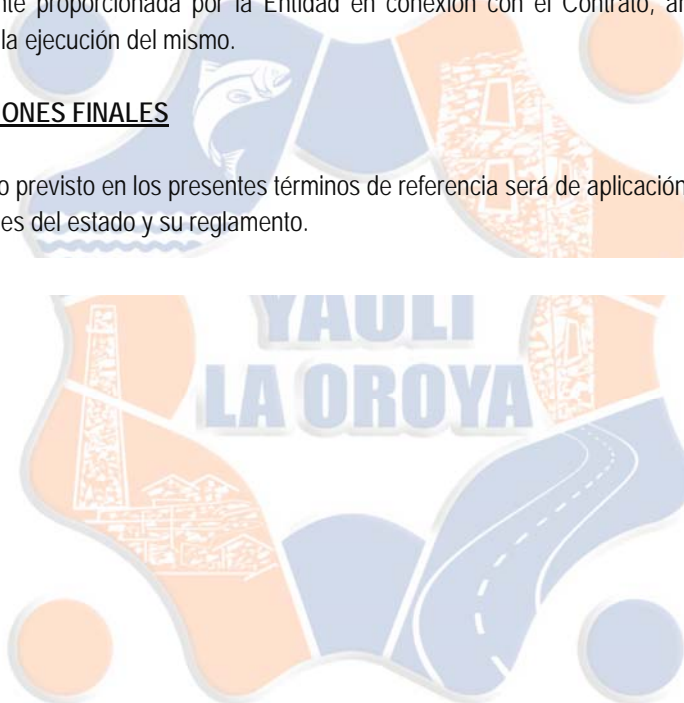 nte proporcionada por la Entidad en conexión con el Contrato, an
la ejecución del mismo.
ONES FINALES
o previsto en los presentes términos de referencia será de aplicación
es del estado y su reglamento.
YAULI
LA OROYA